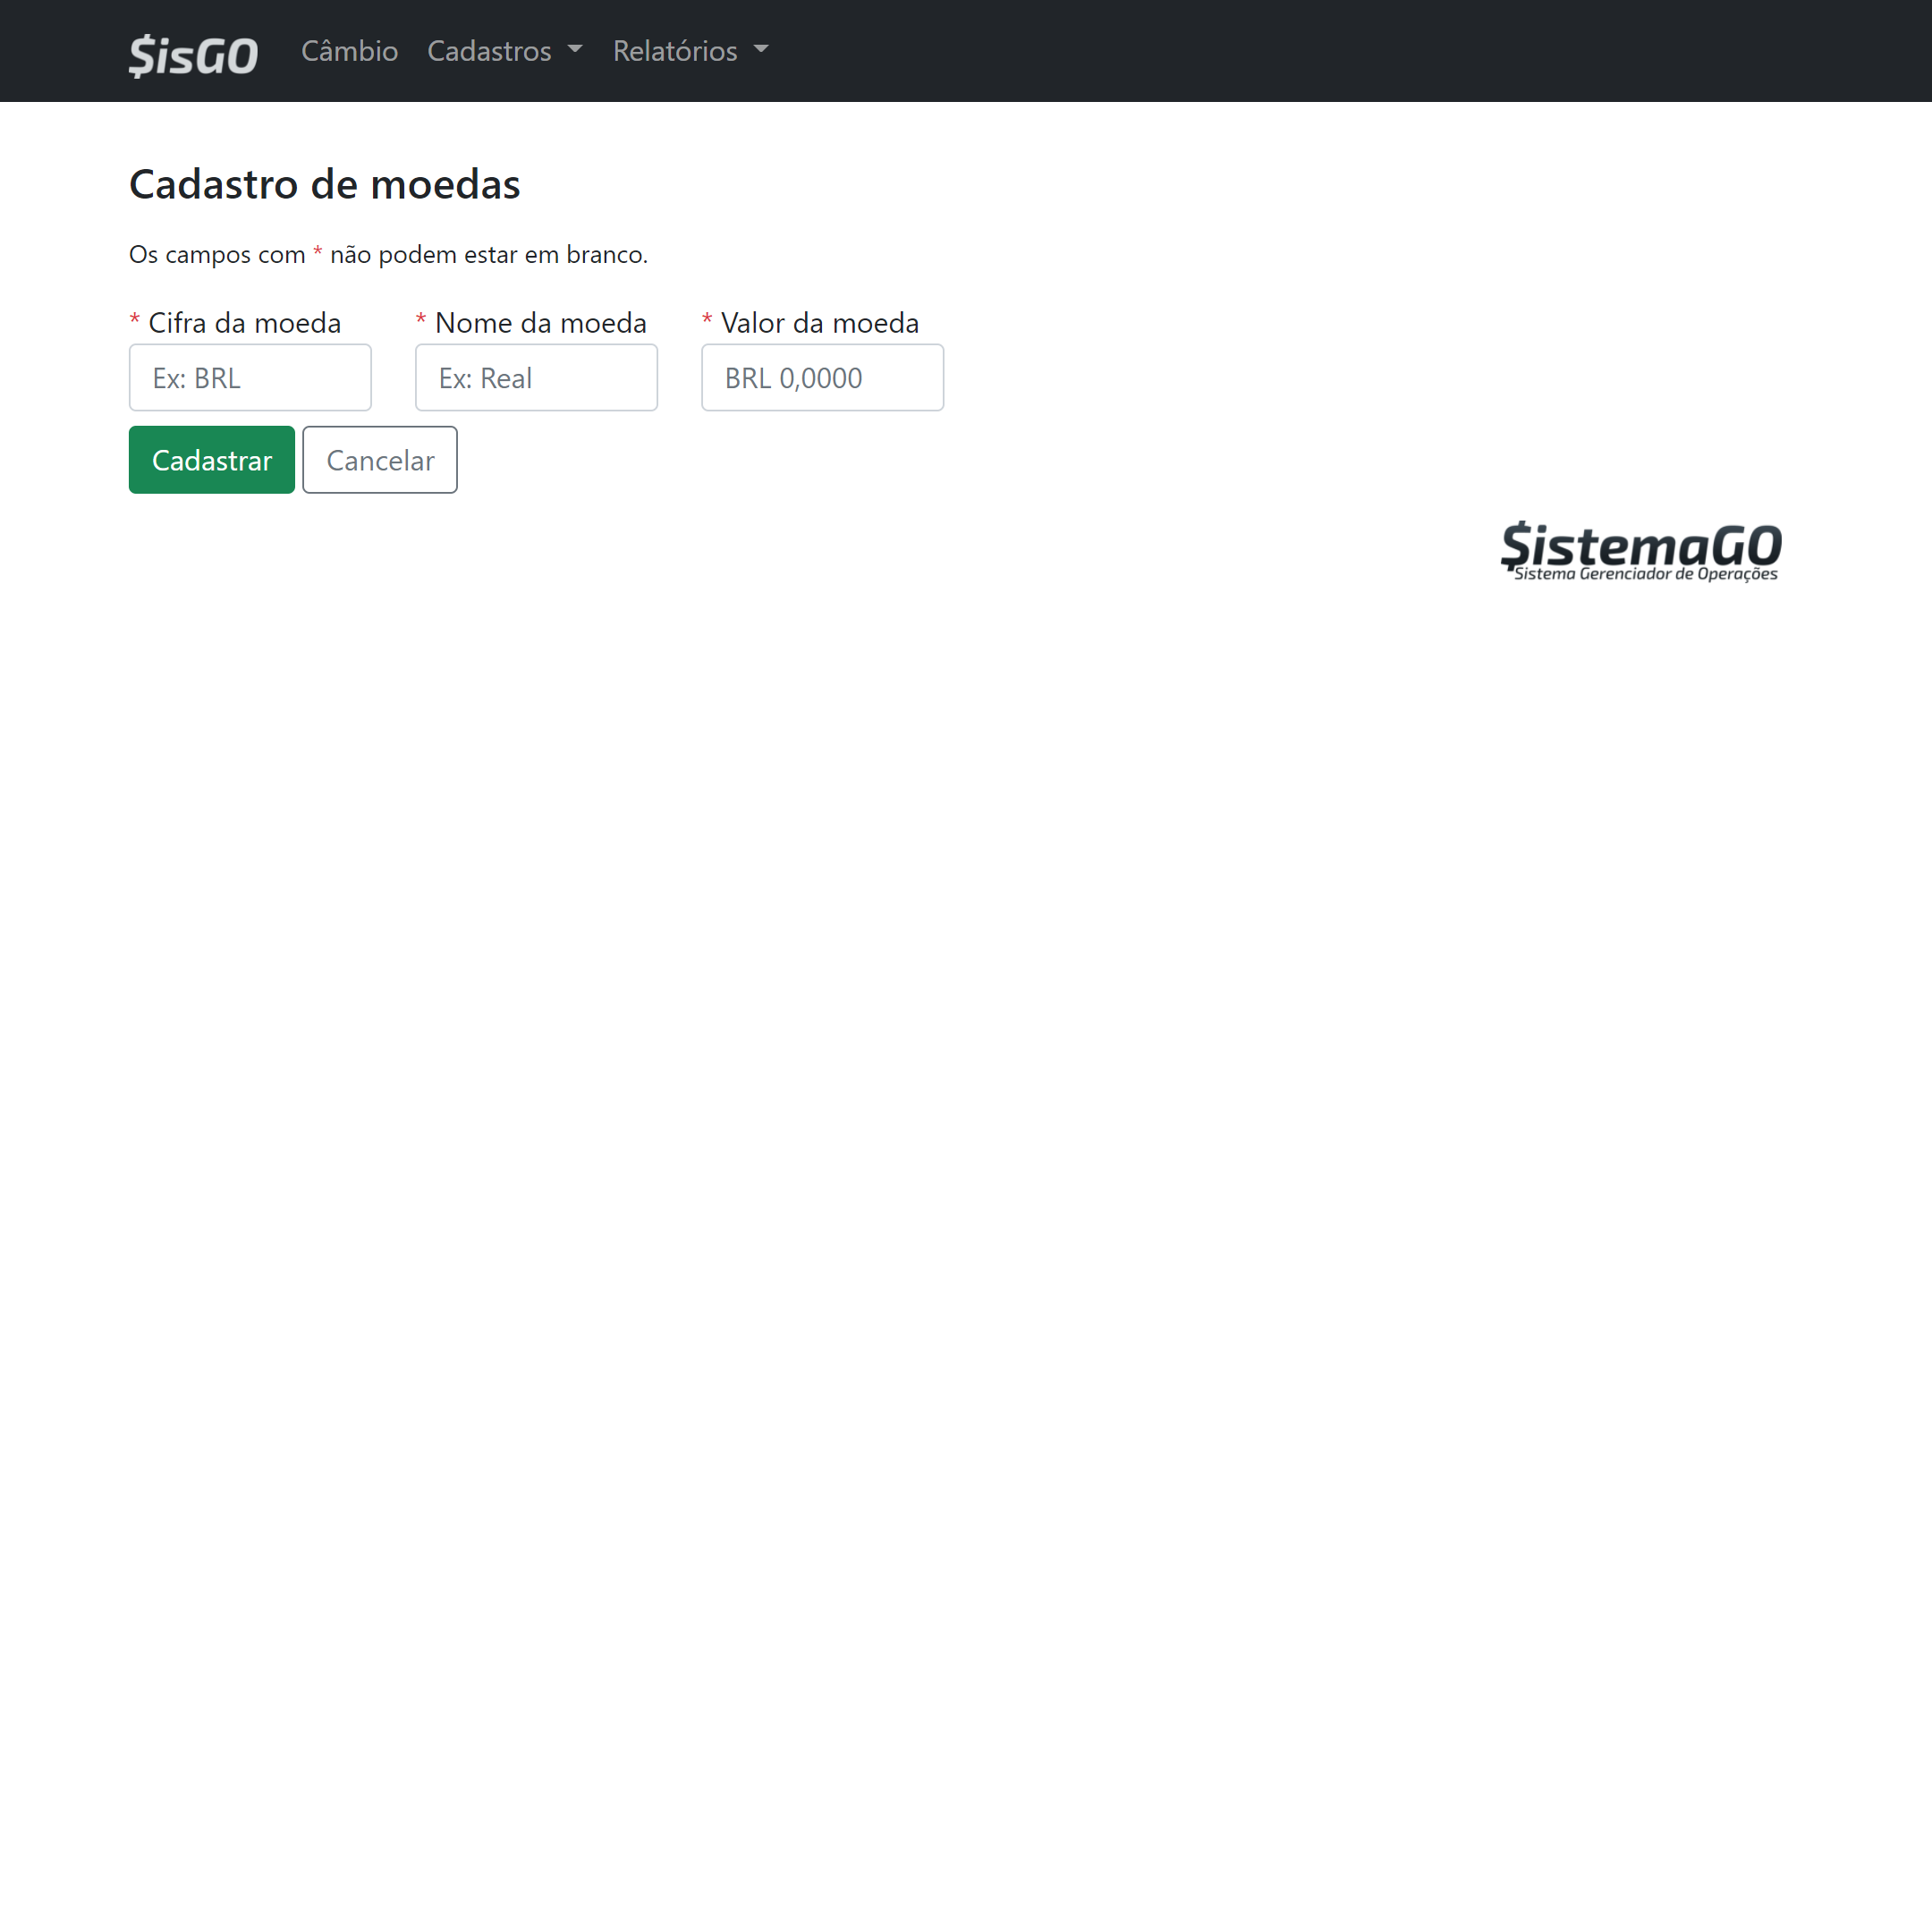 $isGO Câmbio Cadastros Relatórios
Cadastro de moedas
Os campos com * não podem estar em branco.
* Cifra da moeda * Nome da moeda * Valor da moeda
Ex: BRL Ex: Real BRL 0,0000
Cadastrar Cancelar
$istemaGO
Sistema Gerenciador de Operações